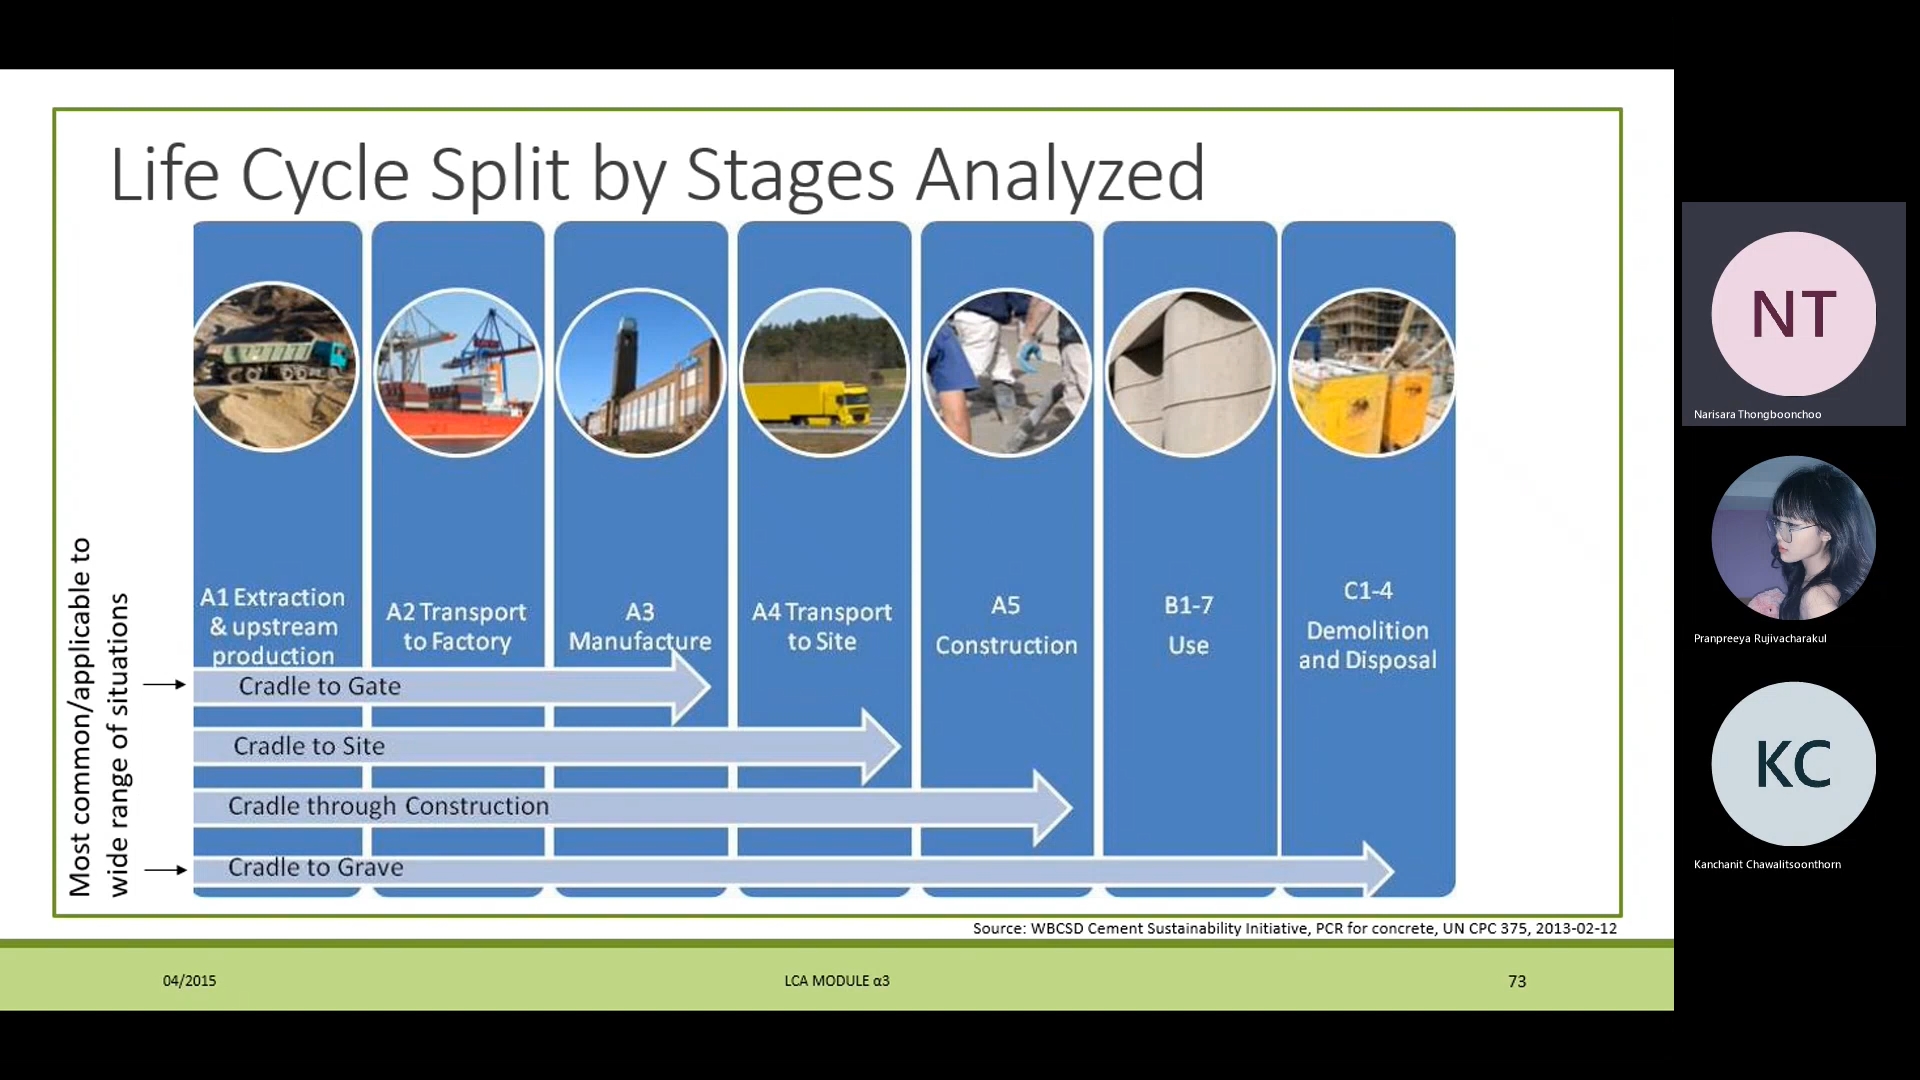 Life Cycle Split by Stages Analyzed
A1 Extraction
& upstream
production
A2 Transport
to Factory
A3
Manufacture
A4 Transport
to Site
A5
Construction
B1-7
Use
C1-4
Demolition
and Disposal
Most common/applicable to
wide range of situations
Cradle to Gate
Cradle to Site
Cradle through Construction
Cradle to Grave
Source: WBCSD Cement Sustainability Initiative, PCR for concrete, UN CPC 375, 2013-02-12
04/2015
LCA MODULE α3
73
NT
Narisara Thongboonchoo
Pranpreeya Rujivacharakul
KC
Kanchanit Chawalitsoonthorn